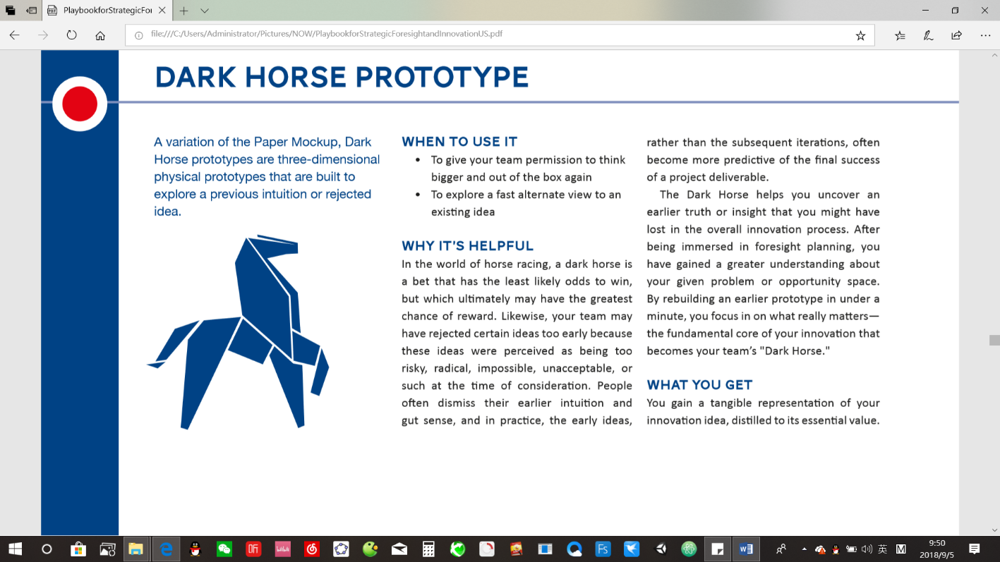 PlaybookforStrategicFor
file:///C:/Users/Administrator/Pictures/NOW/PlaybookforStrategicForesightandInnovationUS.pdf
DARK HORSE PROTOTYPE
A variation of the Paper Mockup, Dark
Horse prototypes are three-dimensional
physical prototypes that are built to
explore a previous intuition or rejected
idea.
WHEN TO USE IT
• To give your team permission to think
bigger and out of the box again
• To explore a fast alternate view to an
existing idea
WHY IT'S HELPFUL
In the world of horse racing, a dark horse is
a bet that has the least likely odds to win,
but which ultimately may have the greatest
chance of reward. Likewise, your team may
have rejected certain ideas too early because
these ideas were perceived as being too
risky, radical, impossible, unacceptable, or
such at the time of consideration. People
often dismiss their earlier intuition and
gut sense, and in practice, the early ideas,
rather than the subsequent iterations, often
become more predictive of the final success
of a project deliverable.
The Dark Horse helps you uncover an
earlier truth or insight that you might have
lost in the overall innovation process. After
being immersed in foresight planning, you
have gained a greater understanding about
your given problem or opportunity space.
By rebuilding an earlier prototype in under a
minute, you focus in on what really matters—
the fundamental core of your innovation that
becomes your team's "Dark Horse."
WHAT YOU GET
You gain a tangible representation of your
innovation idea, distilled to its essential value.
Fs
英
M
9:50
2018/9/5